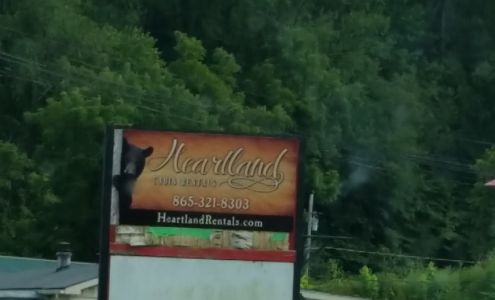 Heartland
CABIN RENTALS
865-321-8303
HeartlandRentals.com